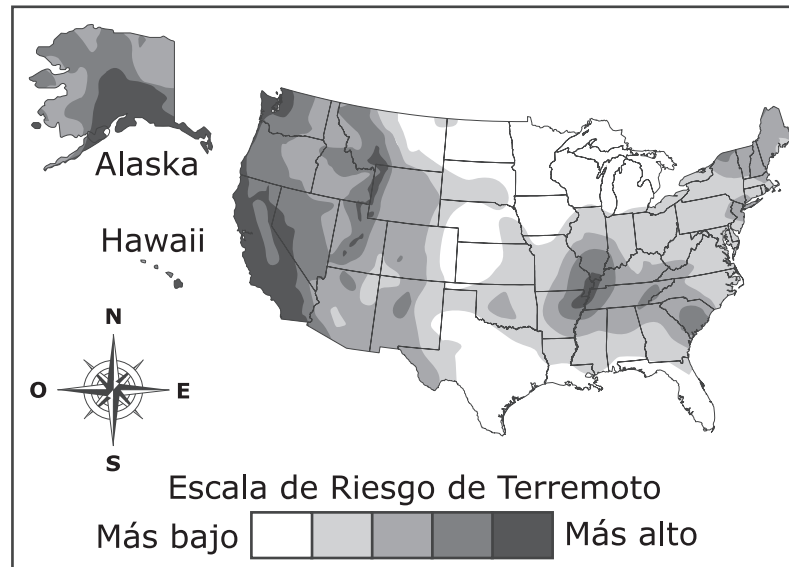 Alaska
Hawaii
N
O
E
S
Escala de Riesgo de Terremoto
Más bajo
Más alto